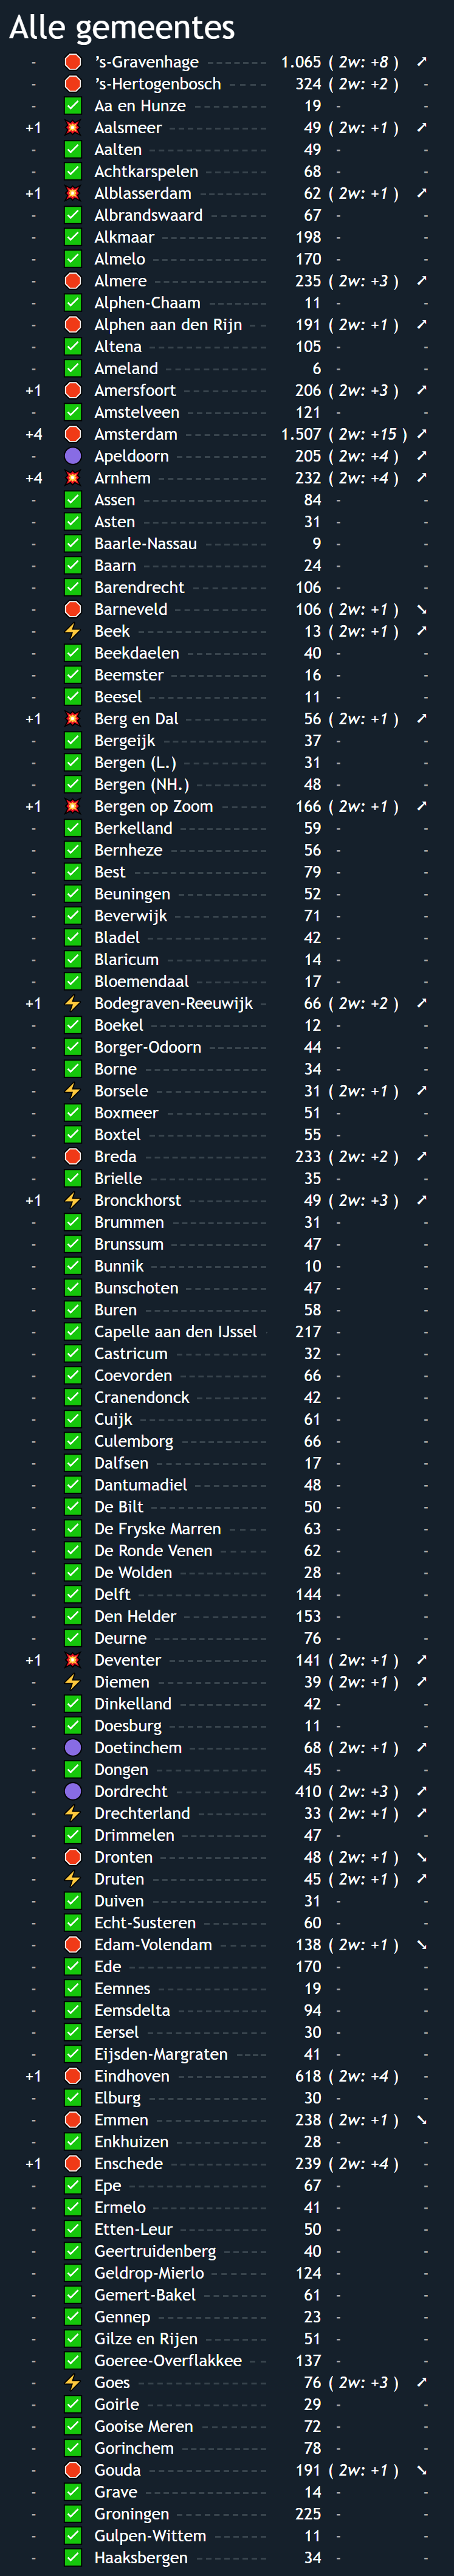 Alle gemeentes
- 's-Gravenhage 1.065 ( 2w: +8 ) ↗
- 's-Hertogenbosch 324 ( 2w: +2 ) -
- Aa en Hunze 19 - -
+1 Aalsmeer 49 ( 2w: +1 ) ↗
- Aalten 49 - -
- Achtkarspelen 68 - -
+1 Alblasserdam 62 ( 2w: +1 ) ↗
- Albrandswaard 67 - -
- Alkmaar 198 - -
- Almelo 170 - -
- Almere 235 ( 2w: +3 ) ↗
- Alphen-Chaam 11 - -
- Alphen aan den Rijn 191 ( 2w: +1 ) ↗
- Altena 105 - -
- Ameland 6 - -
+1 Amersfoort 206 ( 2w: +3 ) ↗
- Amstelveen 121 - -
+4 Amsterdam 1.507 ( 2w: +15 ) ↗
- Apeldoorn 205 ( 2w: +4 ) ↗
+4 Arnhem 232 ( 2w: +4 ) ↗
- Assen 84 - -
- Asten 31 - -
- Baarle-Nassau 9 - -
- Baarn 24 - -
- Barendrecht 106 - -
- Barneveld 106 ( 2w: +1 ) ↘
- Beek 13 ( 2w: +1 ) ↗
- Beekdaelen 40 - -
- Beemster 16 - -
- Beesel 11 - -
+1 Berg en Dal 56 ( 2w: +1 ) ↗
- Bergeijk 37 - -
- Bergen (L.) 31 - -
- Bergen (NH.) 48 - -
+1 Bergen op Zoom 166 ( 2w: +1 ) ↗
- Berkelland 59 - -
- Bernheze 56 - -
- Best 79 - -
- Beuningen 52 - -
- Beverwijk 71 - -
- Bladel 42 - -
- Blaricum 14 - -
- Bloemendaal 17 - -
+1 Bodegraven-Reeuwijk 66 ( 2w: +2 ) ↗
- Boekel 12 - -
- Borger-Odoorn 44 - -
- Borne 34 - -
- Borsele 31 ( 2w: +1 ) ↗
- Boxmeer 51 - -
- Boxtel 55 - -
- Breda 233 ( 2w: +2 ) ↗
- Brielle 35 - -
+1 Bronckhorst 49 ( 2w: +3 ) ↗
- Brummen 31 - -
- Brunssum 47 - -
- Bunnik 10 - -
- Bunschoten 47 - -
- Buren 58 - -
- Capelle aan den IJssel 217 - -
- Castricum 32 - -
- Coevorden 66 - -
- Cranendonck 42 - -
- Cuijk 61 - -
- Culemborg 66 - -
- Dalfsen 17 - -
- Dantumadiel 48 - -
- De Bilt 50 - -
- De Fryske Marren 63 - -
- De Ronde Venen 62 - -
- De Wolden 28 - -
- Delft 144 - -
- Den Helder 153 - -
- Deurne 76 - -
+1 Deventer 141 ( 2w: +1 ) ↗
- Diemen 39 ( 2w: +1 ) ↗
- Dinkelland 42 - -
- Doesburg 11 - -
- Doetinchem 68 ( 2w: +1 ) ↗
- Dongen 45 - -
- Dordrecht 410 ( 2w: +3 ) ↗
- Drechterland 33 ( 2w: +1 ) ↗
- Drimmelen 47 - -
- Dronten 48 ( 2w: +1 ) ↘
- Druten 45 ( 2w: +1 ) ↗
- Duiven 31 - -
- Echt-Susteren 60 - -
- Edam-Volendam 138 ( 2w: +1 ) ↘
- Ede 170 - -
- Eemnes 19 - -
- Eemsdelta 94 - -
- Eersel 30 - -
- Eijsden-Margraten 41 - -
+1 Eindhoven 618 ( 2w: +4 ) -
- Elburg 30 - -
- Emmen 238 ( 2w: +1 ) ↘
- Enkhuizen 28 - -
+1 Enschede 239 ( 2w: +4 ) -
- Epe 67 - -
- Ermelo 41 - -
- Etten-Leur 50 - -
- Geertruidenberg 40 - -
- Geldrop-Mierlo 124 - -
- Gemert-Bakel 61 - -
- Gennep 23 - -
- Gilze en Rijen 51 - -
- Goeree-Overflakkee 137 - -
- Goes 76 ( 2w: +3 ) ↗
- Goirle 29 - -
- Gooise Meren 72 - -
- Gorinchem 78 - -
- Gouda 191 ( 2w: +1 ) ↘
- Grave 14 - -
- Groningen 225 - -
- Gulpen-Wittem 11 - -
- Haaksbergen 34 - -